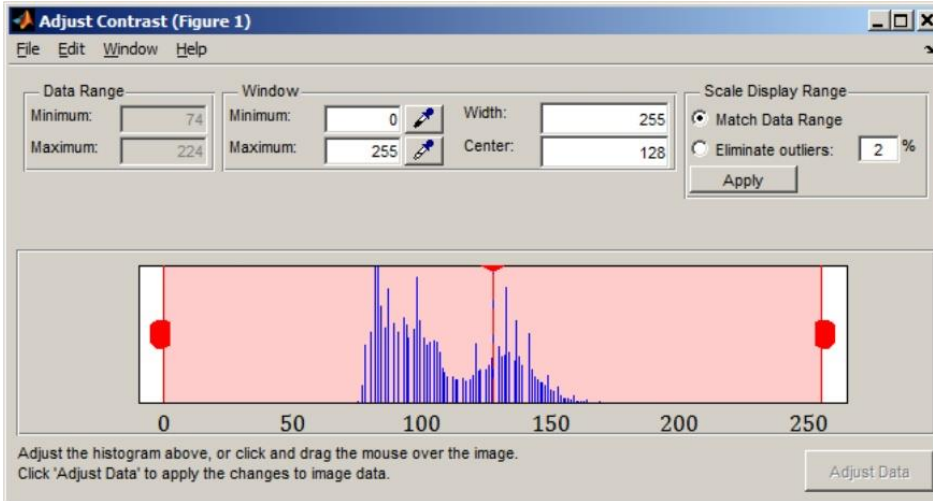 Adjust Contrast (Figure 1)
File Edit Window Help
Data Range
Minimum: 74
Maximum: 224
Window
Minimum: 0
Maximum: 255
Width: 255
Center: 128
Scale Display Range
Match Data Range
Eliminate outliers: 2 %
Apply
0 50 100 150 200 250
Adjust the histogram above, or click and drag the mouse over the image.
Click 'Adjust Data' to apply the changes to image data.
Adjust Data